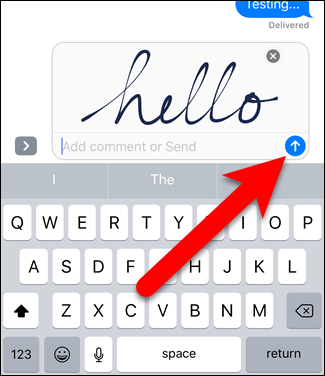 Testing...
Delivered
hello
Add comment or Send
I The
Q W E R T Y I O P
A S D F G H J K L
Z X C V B N M
123 space return